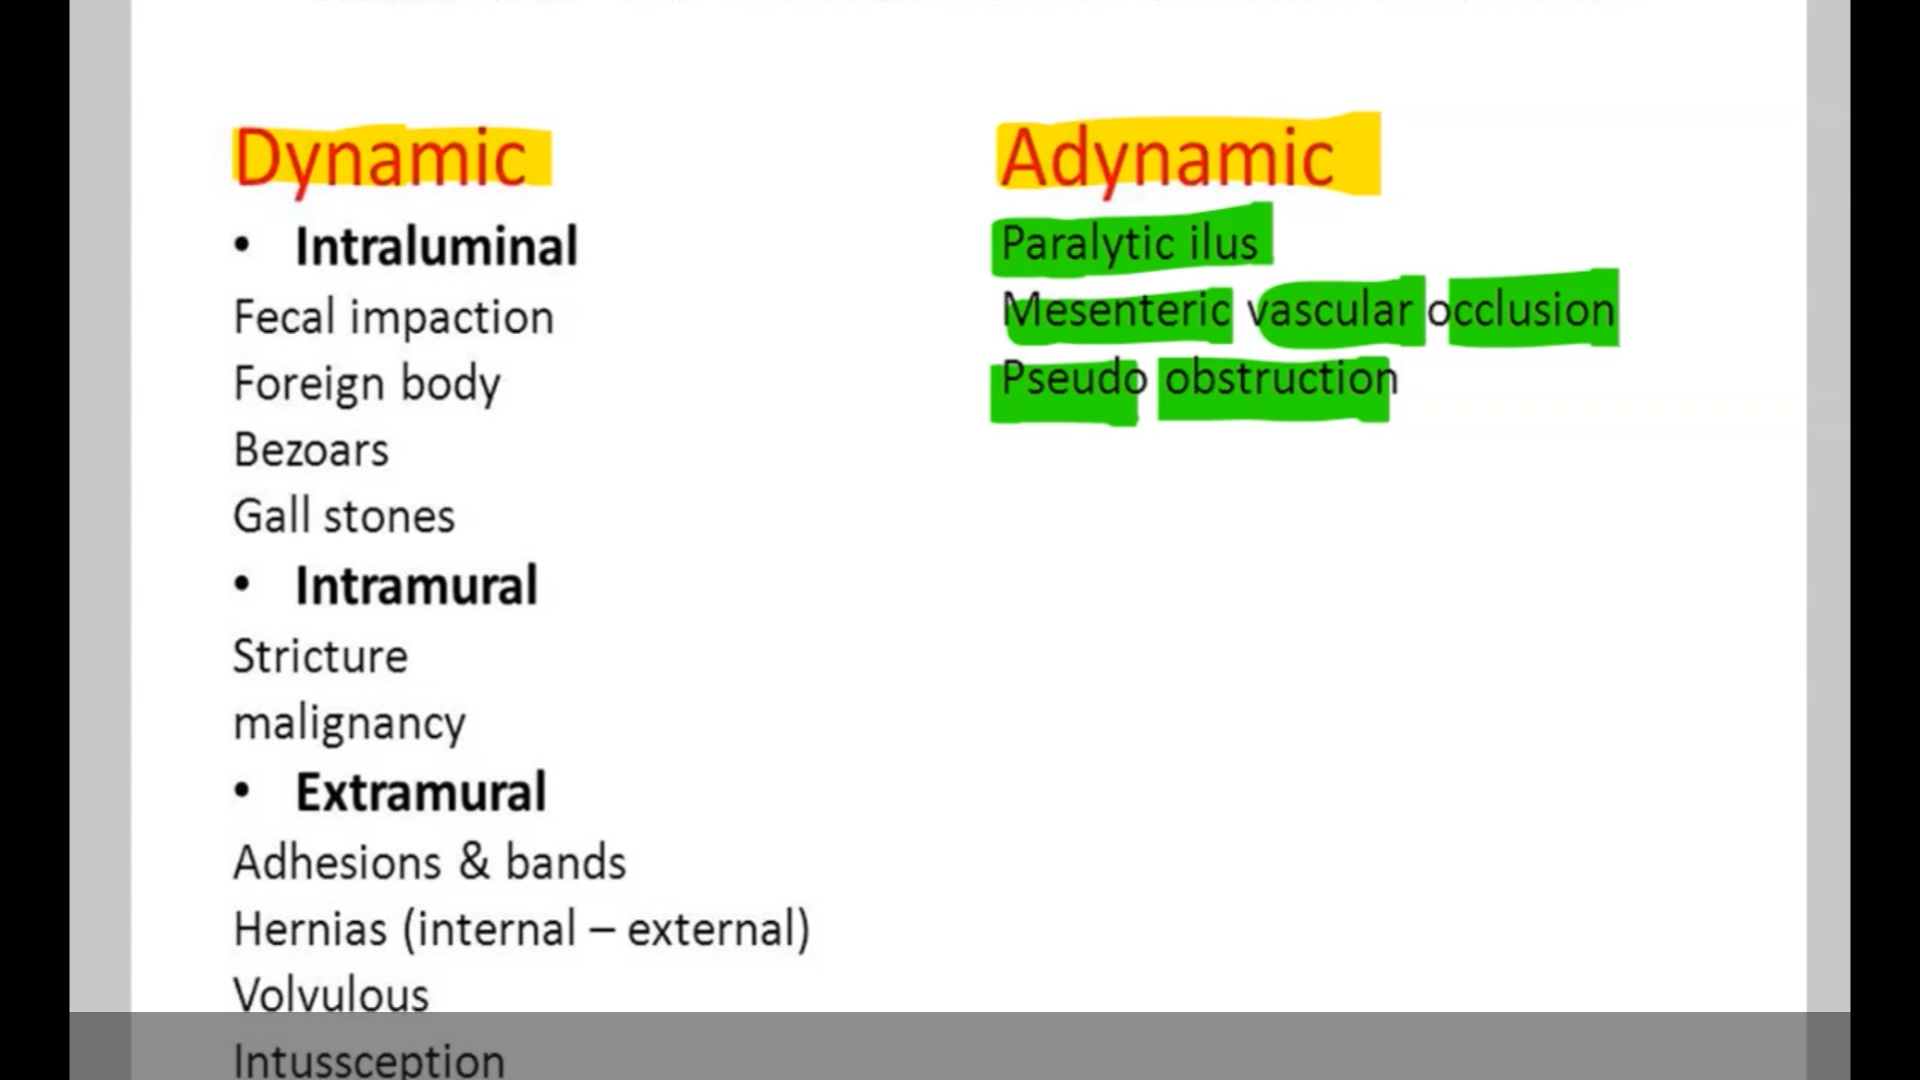 Dynamic
• Intraluminal
Fecal impaction
Foreign body
Bezoars
Gall stones
• Intramural
Stricture
malignancy
• Extramural
Adhesions & bands
Hernias (internal – external)
Volvulous
Intussception
Adynamic
Paralytic ilus
Mesenteric vascular occlusion
Pseudo obstruction